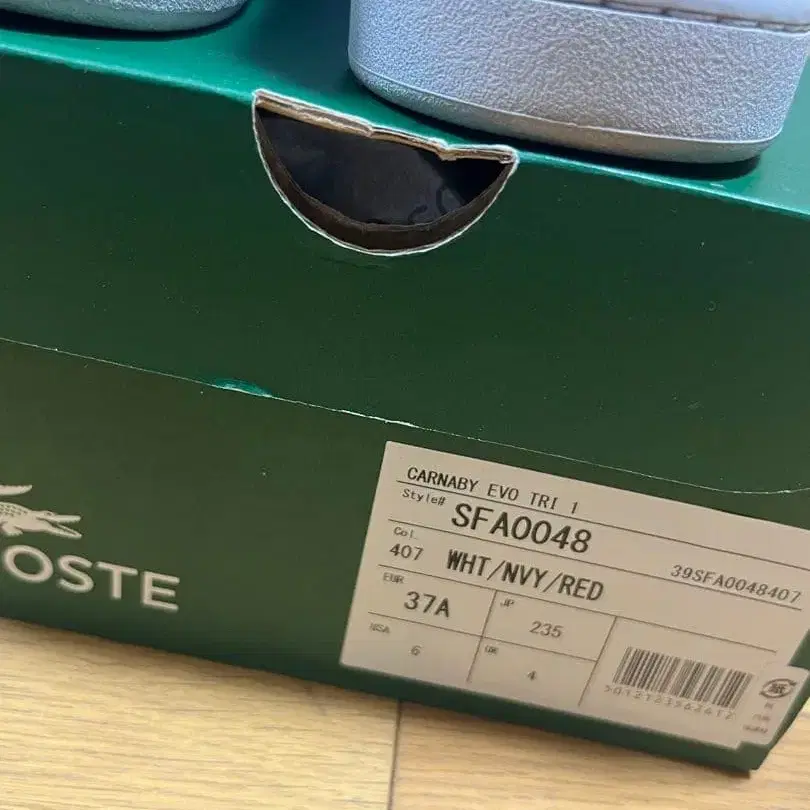 OSTE
CARNABY EVO TRI 1
Style# SFA0048
Col.
407 WHT/NVY/RED 39SFA0048407
EUR 37A JP 235
USA 6 UK 4
紙